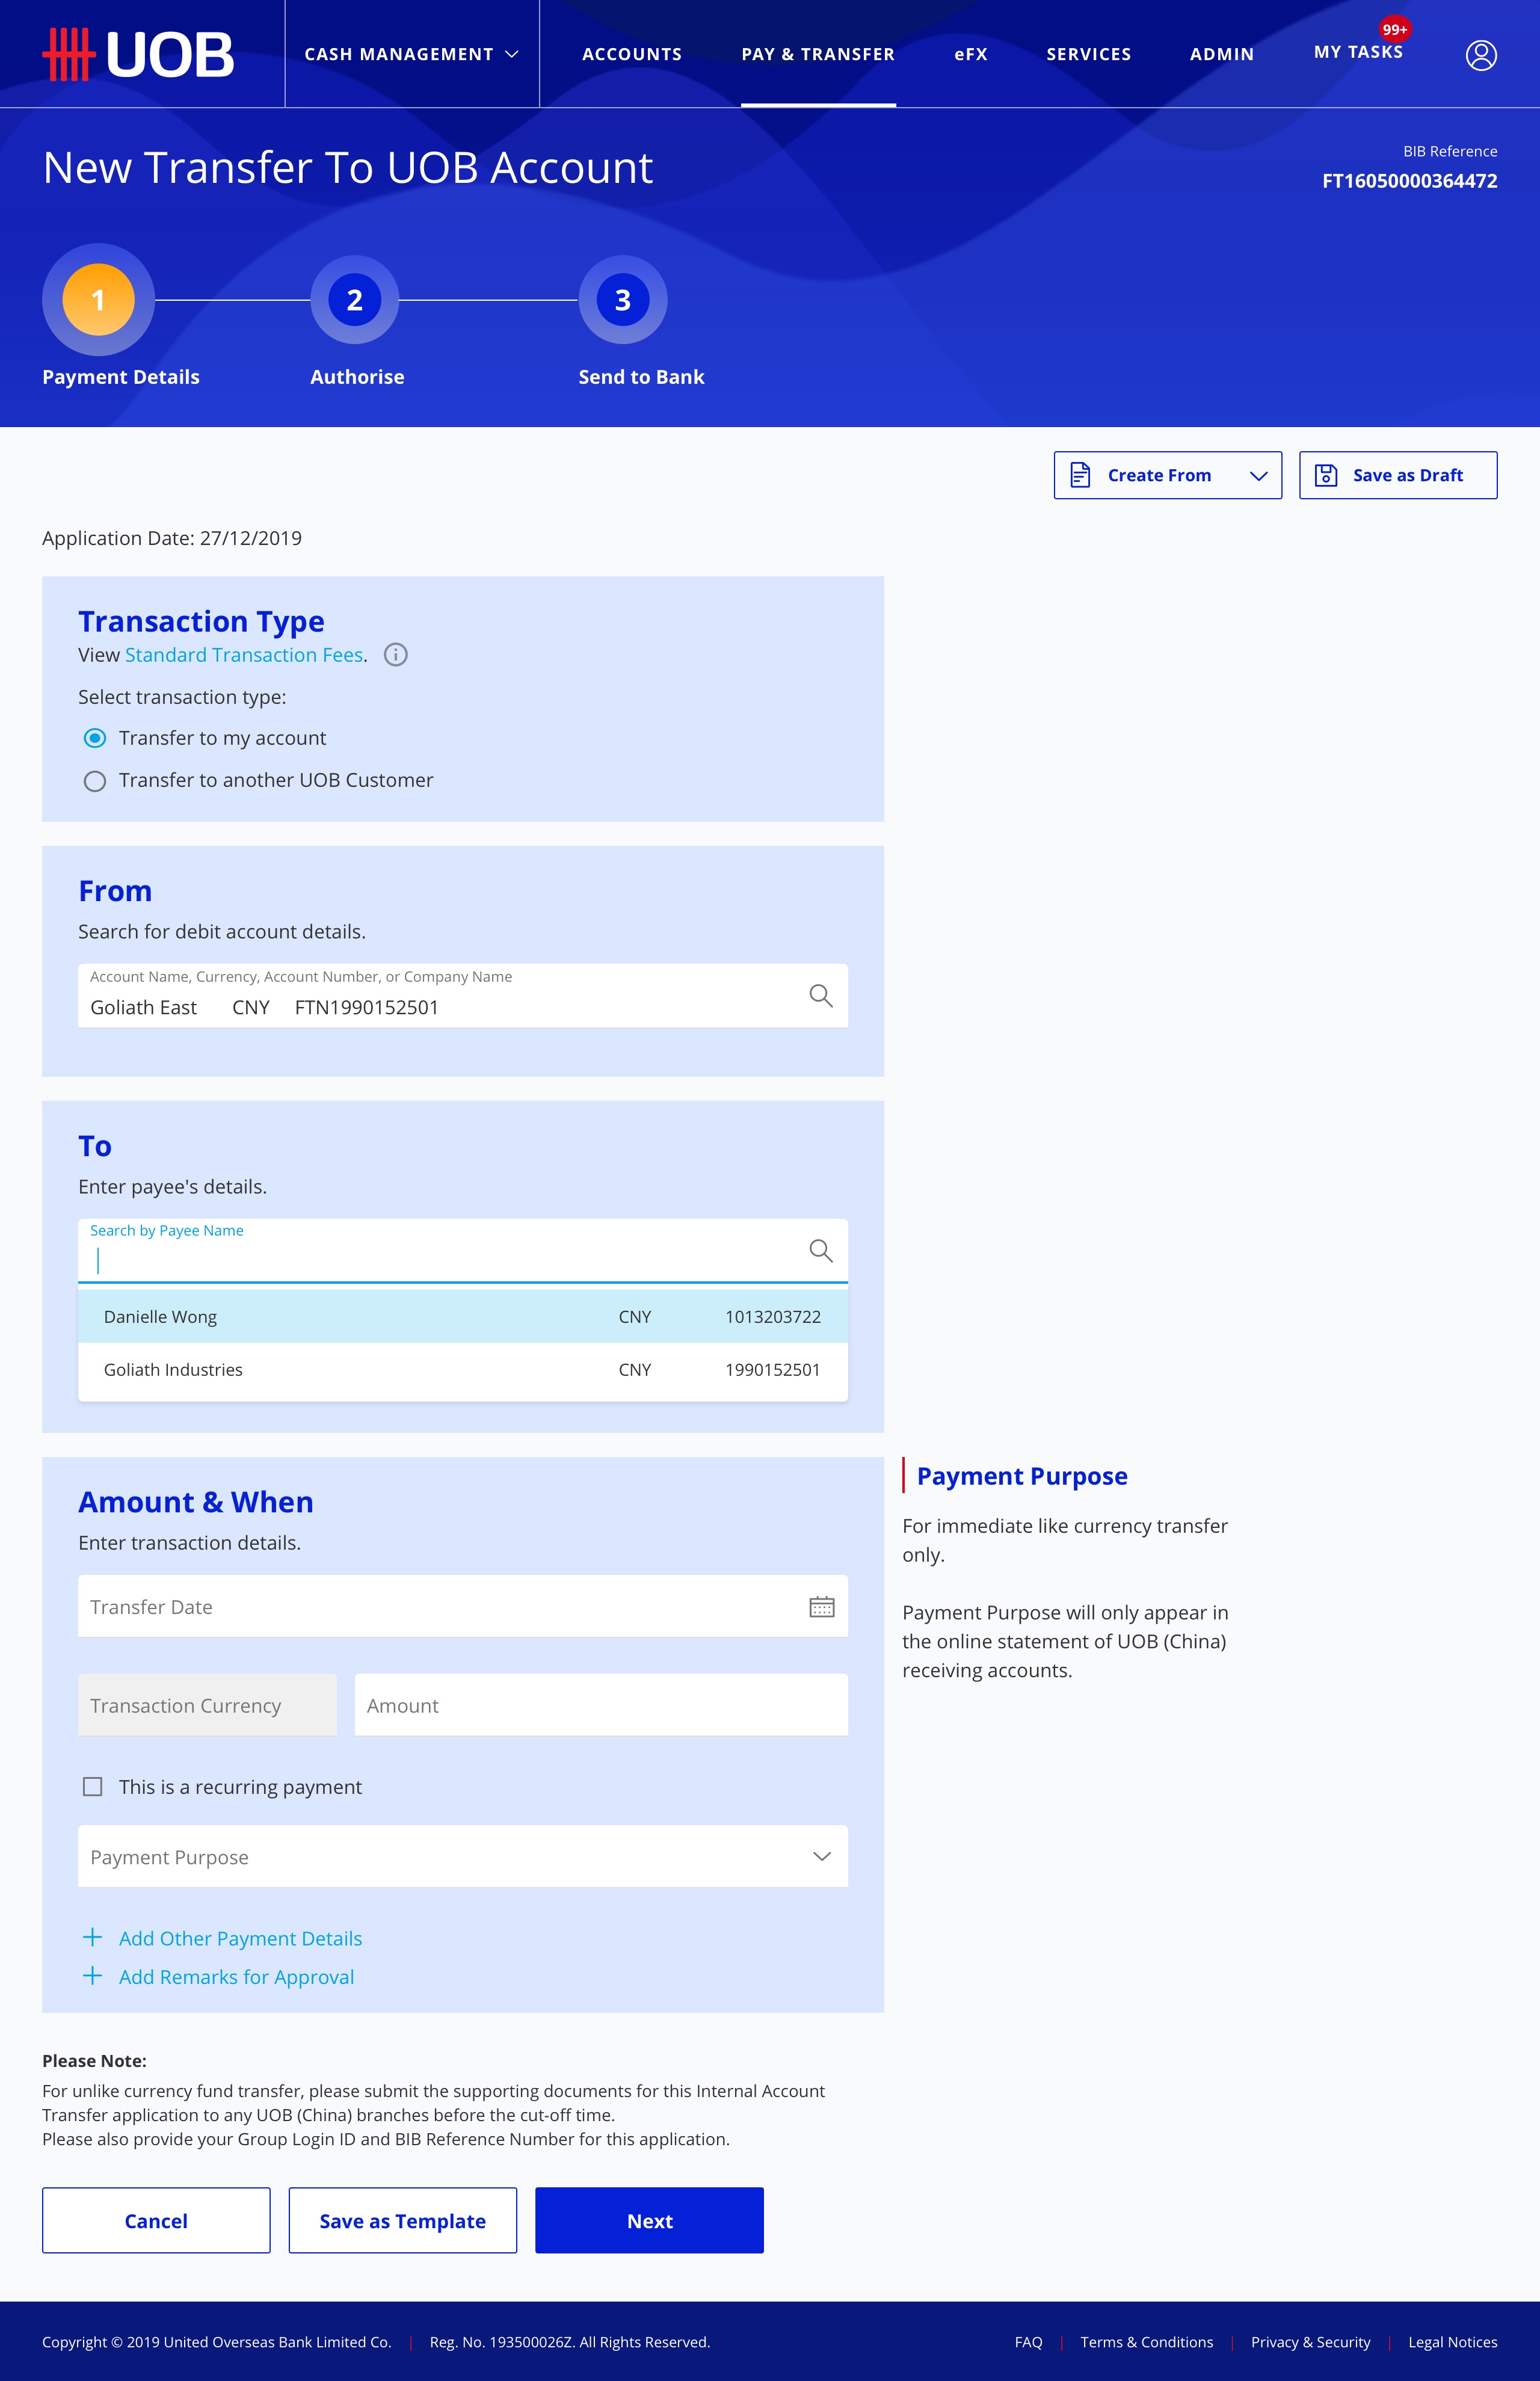 UOB
CASH MANAGEMENT
ACCOUNTS
PAY & TRANSFER
eFX
SERVICES
ADMIN
MY TASKS
99+
New Transfer To UOB Account
BIB Reference
FT16050000364472
1
2
3
Payment Details
Authorise
Send to Bank
Create From
Save as Draft
Application Date: 27/12/2019
Transaction Type
View Standard Transaction Fees.
Select transaction type:
Transfer to my account
Transfer to another UOB Customer
From
Search for debit account details.
Account Name, Currency, Account Number, or Company Name
Goliath East CNY FTN1990152501
To
Enter payee's details.
Search by Payee Name
Danielle Wong CNY 1013203722
Goliath Industries CNY 1990152501
Amount & When
Enter transaction details.
Transfer Date
Transaction Currency
Amount
This is a recurring payment
Payment Purpose
Add Other Payment Details
Add Remarks for Approval
Payment Purpose
For immediate like currency transfer
only.
Payment Purpose will only appear in
the online statement of UOB (China)
receiving accounts.
Please Note:
For unlike currency fund transfer, please submit the supporting documents for this Internal Account
Transfer application to any UOB (China) branches before the cut-off time.
Please also provide your Group Login ID and BIB Reference Number for this application.
Cancel
Save as Template
Next
Copyright © 2019 United Overseas Bank Limited Co. | Reg. No. 193500026Z. All Rights Reserved.
FAQ | Terms & Conditions | Privacy & Security | Legal Notices